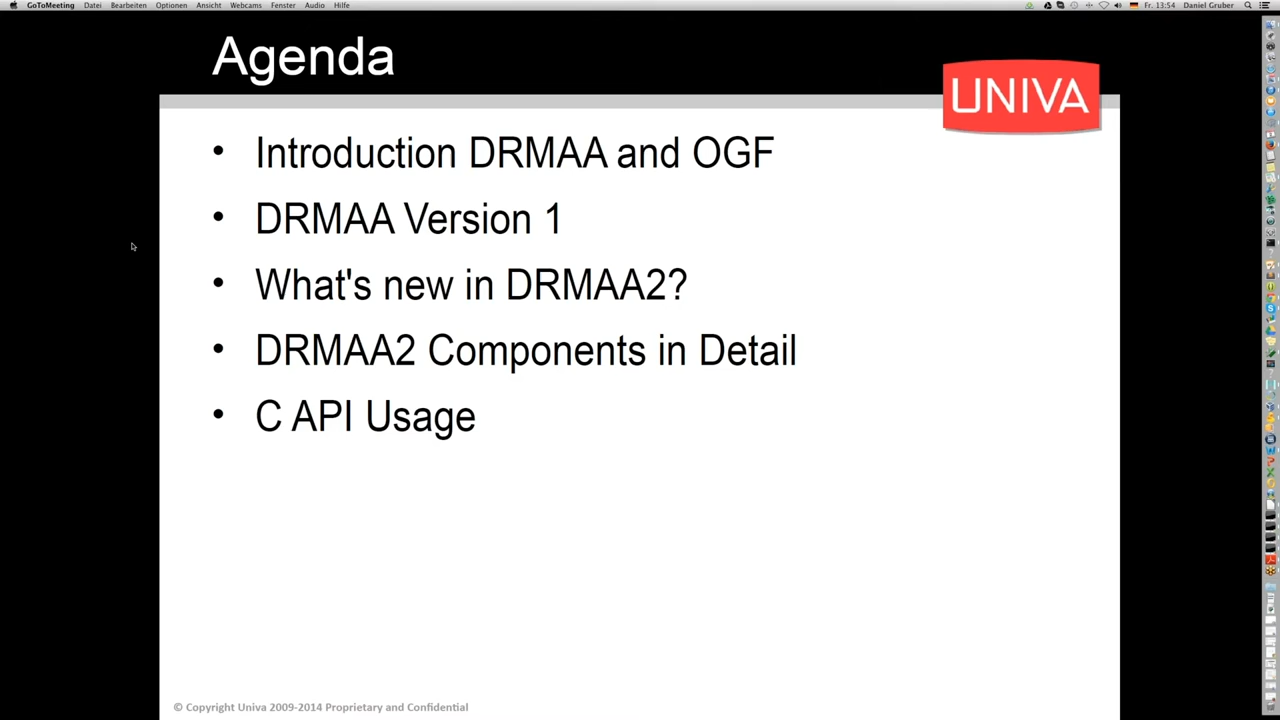 GoToMeeting Datei Bearbeiten Optionen Ansicht Webcams Fenster Audio Hilfe Fr. 13:54 Daniel Gruber
Agenda
UNIVA
• Introduction DRMAA and OGF
• DRMAA Version 1
• What's new in DRMAA2?
• DRMAA2 Components in Detail
• C API Usage
© Copyright Univa 2009-2014 Proprietary and Confidential